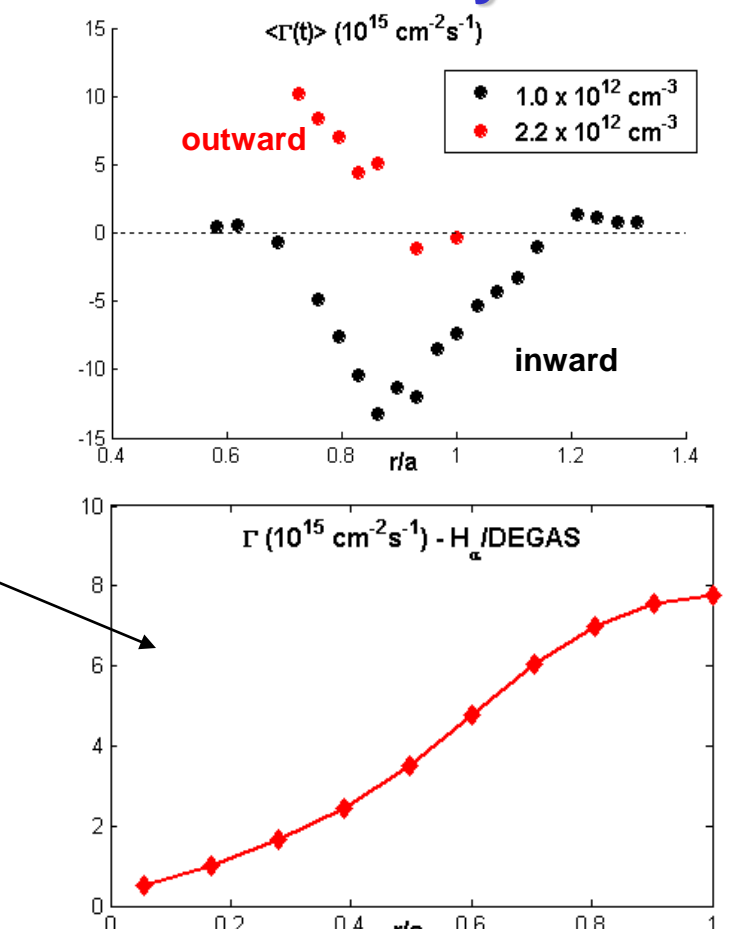 15
<Γ(t)> (10^15 cm^-2s^-1)
1.0 x 10^12 cm^-3
2.2 x 10^12 cm^-3
10
outward
5
0
-5
inward
-10
-15
0.4 0.6 0.8 1 1.2 1.4
r/a
10
Γ (10^15 cm^-2s^-1) - H_α/DEGAS
8
6
4
2
0
0 0.2 0.4 0.6 0.8 1